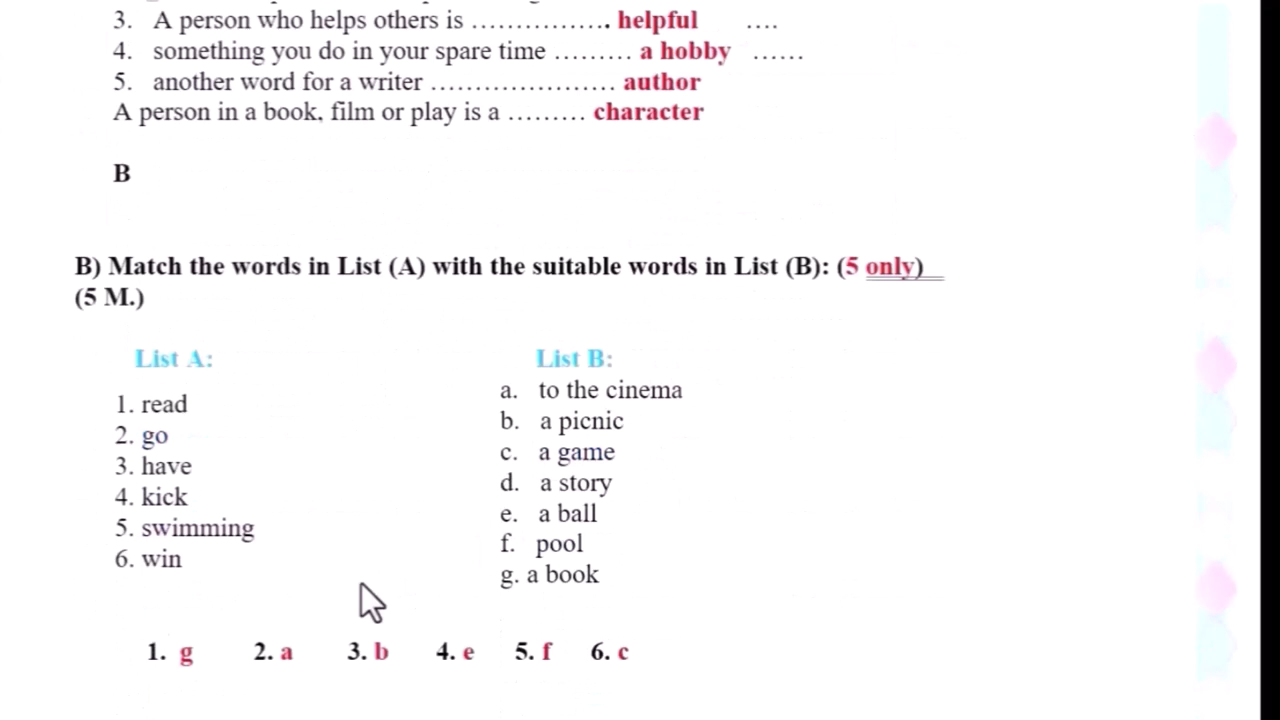 3. A person who helps others is ................ helpful ....
4. something you do in your spare time ......... a hobby ......
5. another word for a writer ..................... author
A person in a book, film or play is a ......... character
B
B) Match the words in List (A) with the suitable words in List (B): (5 only)
(5 M.)
List A:
1. read
2. go
3. have
4. kick
5. swimming
6. win
List B:
a. to the cinema
b. a picnic
c. a game
d. a story
e. a ball
f. pool
g. a book
1. g 2. a 3. b 4. e 5. f 6. c